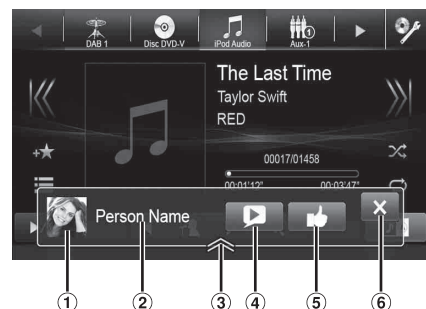 DAB 1
Disc DVD-V
iPod Audio
Aux-1
The Last Time
Taylor Swift
RED
00017/01458
00:01'12"
00:03'47"
Person Name
1
2
3
4
5
6